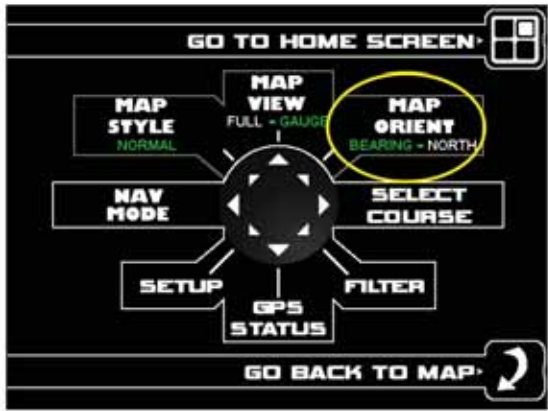 GO TO HOME SCREEN
MAP
VIEW
FULL - GAUGE
MAP
STYLE
NORMAL
MAP
ORIENT
BEARING - NORTH
NAV
MODE
SELECT
COURSE
SETUP
FILTER
GPS
STATUS
GO BACK TO MAP